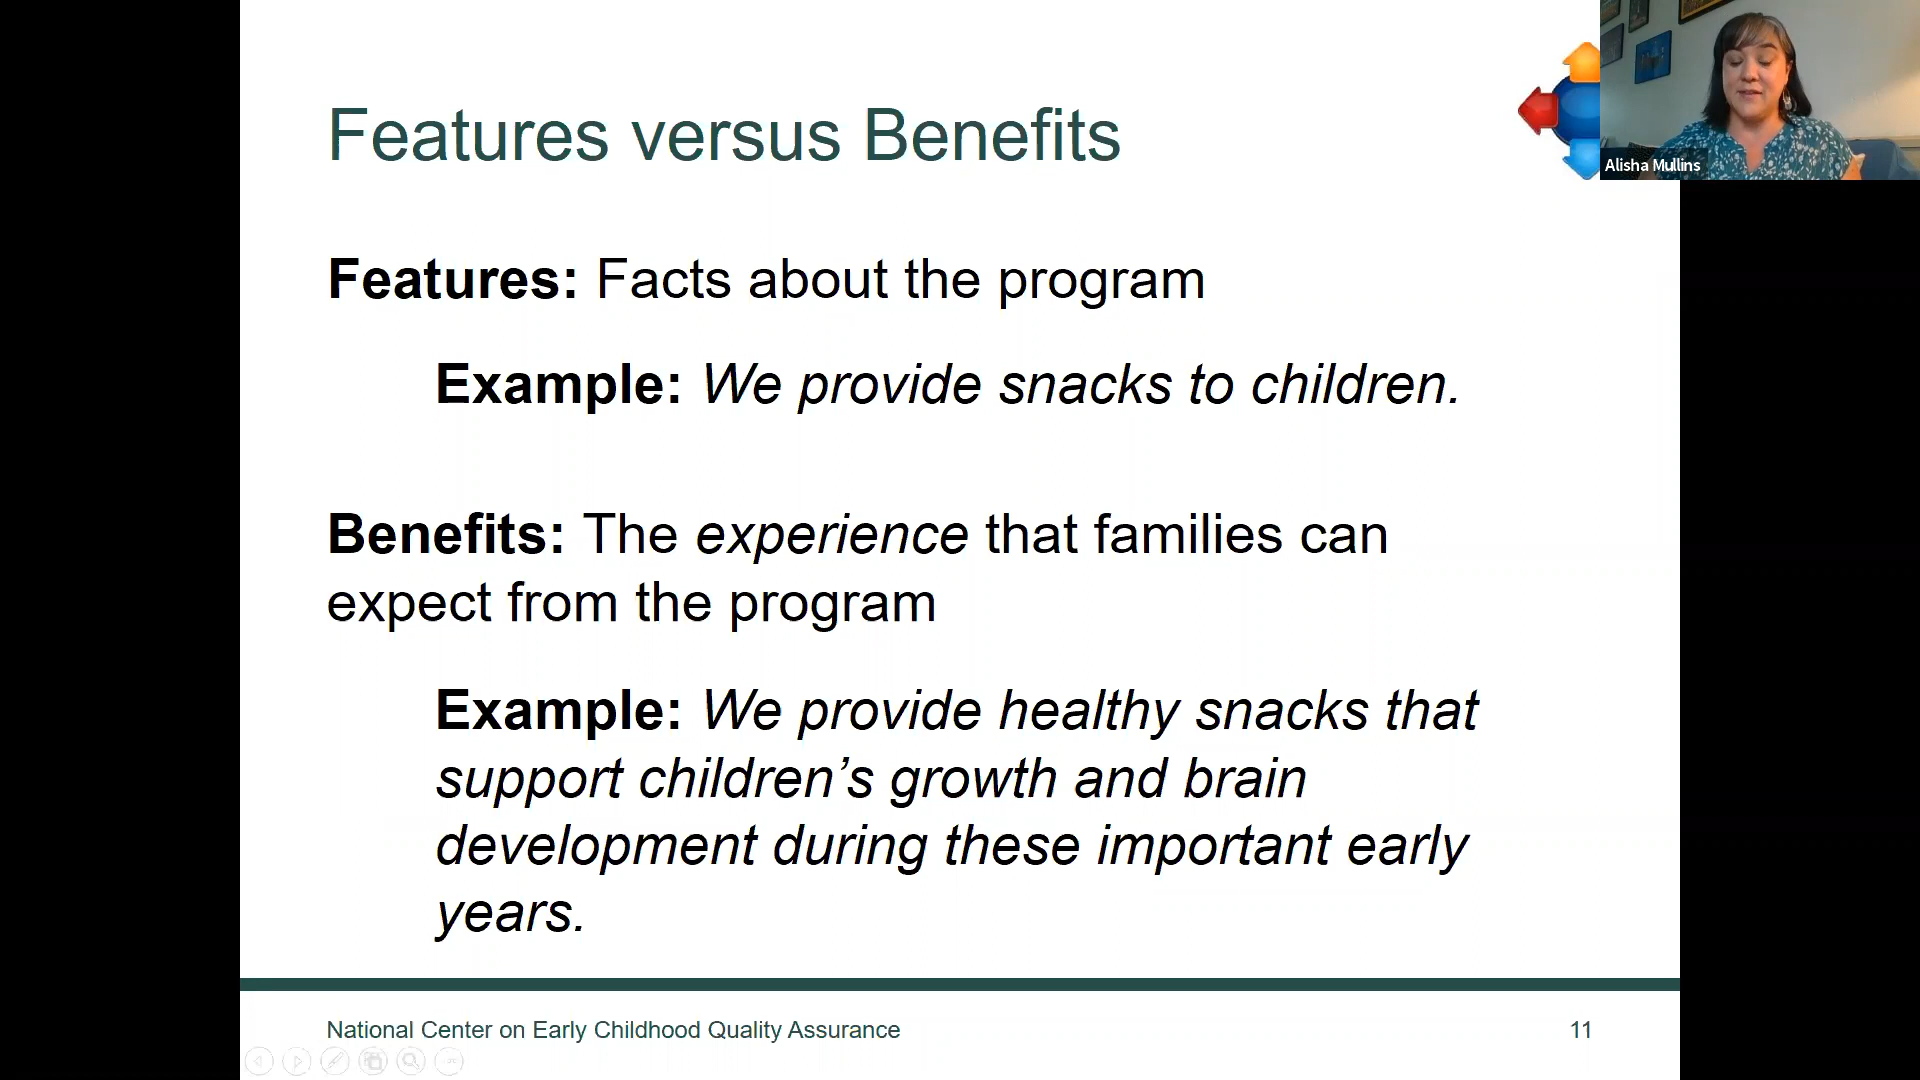 Features versus Benefits
Alisha Mullins
Features: Facts about the program
Example: We provide snacks to children.
Benefits: The experience that families can
expect from the program
Example: We provide healthy snacks that
support children’s growth and brain
development during these important early
years.
National Center on Early Childhood Quality Assurance
11